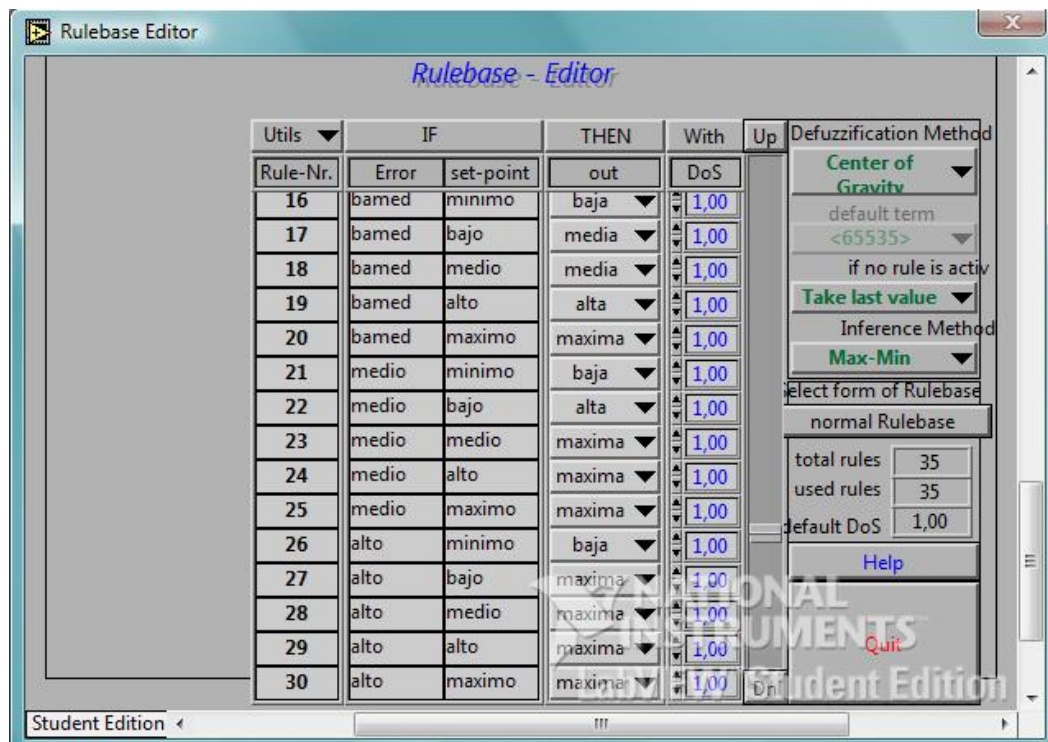 Rulebase Editor
Rulebase - Editor
Utils IF THEN With Up Defuzzification Method
Rule-Nr. Error set-point out DoS Center of Gravity
16 bamed minimo baja 1,00 default term
17 bamed bajo media 1,00 <65535>
18 bamed medio media 1,00 if no rule is activ
19 bamed alto alta 1,00 Take last value
20 bamed maximo maxima 1,00 Inference Method
21 medio minimo baja 1,00 Max-Min
22 medio bajo alta 1,00 elect form of Rulebase
23 medio medio maxima 1,00 normal Rulebase
24 medio alto maxima 1,00 total rules 35
25 medio maximo maxima 1,00 used rules 35
26 alto minimo baja 1,00 default DoS 1,00
27 alto bajo maxima 1,00 Help
28 alto medio maxima 1,00
29 alto alto maxima 1,00 Quit
30 alto maximo maxima 1,00 Dn
NATIONAL
INSTRUMENTS
LabVIEW Student Edition
Student Edition